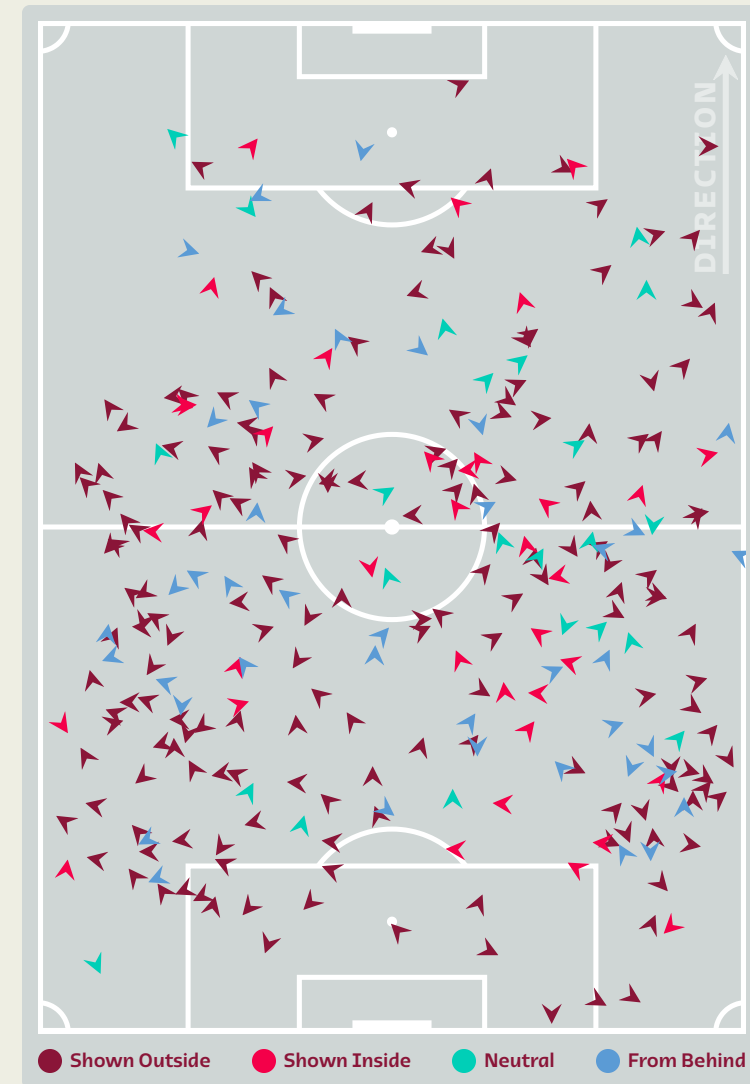 DIRECTION
Shown Outside
Shown Inside
Neutral
From Behind